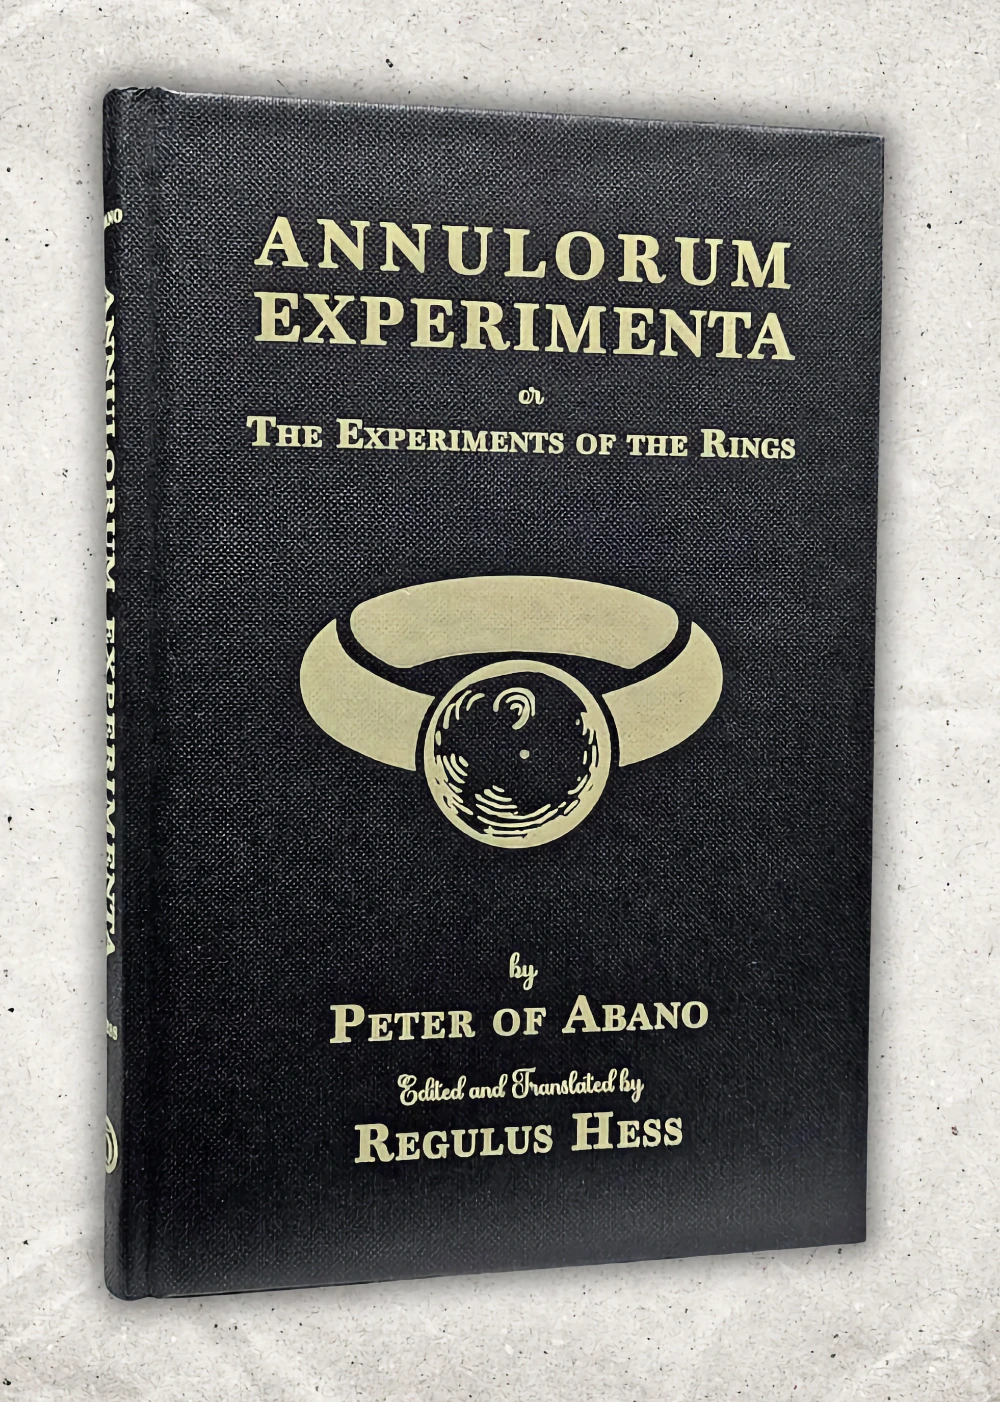 ANNULORUM
EXPERIMENTA
or
THE EXPERIMENTS OF THE RINGS
by
PETER OF ABANO
Edited and Translated by
REGULUS HESS
ANNULORUM EXPERIMENTA